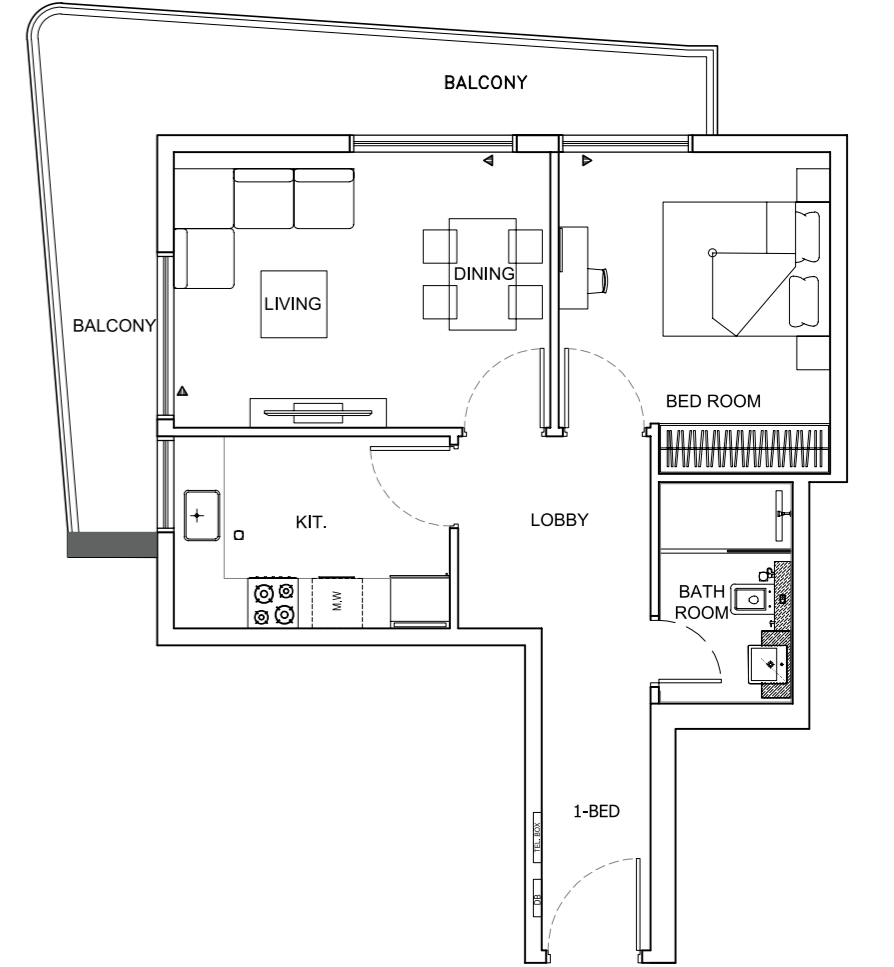 BALCONY
DINING
LIVING
BALCONY
BED ROOM
KIT.
LOBBY
BATH
ROOM
M.W
1-BED
TEL. BOX
DB